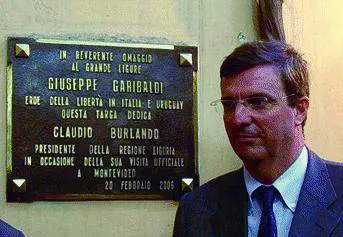 IN REVERENTE OMAGGIO
AL GRANDE LIGURE
GIUSEPPE GARIBALDI
EROE DELLA LIBERTA IN ITALIA E URUGUAY
QUESTA TARGA DEDICA
CLAUDIO BURLANDO
PRESIDENTE DELLA REGIONE LIGURIA
IN OCCASIONE DELLA SUA VISITA UFFICIALE
A MONTEVIDEO
20 FEBBRAIO 2006